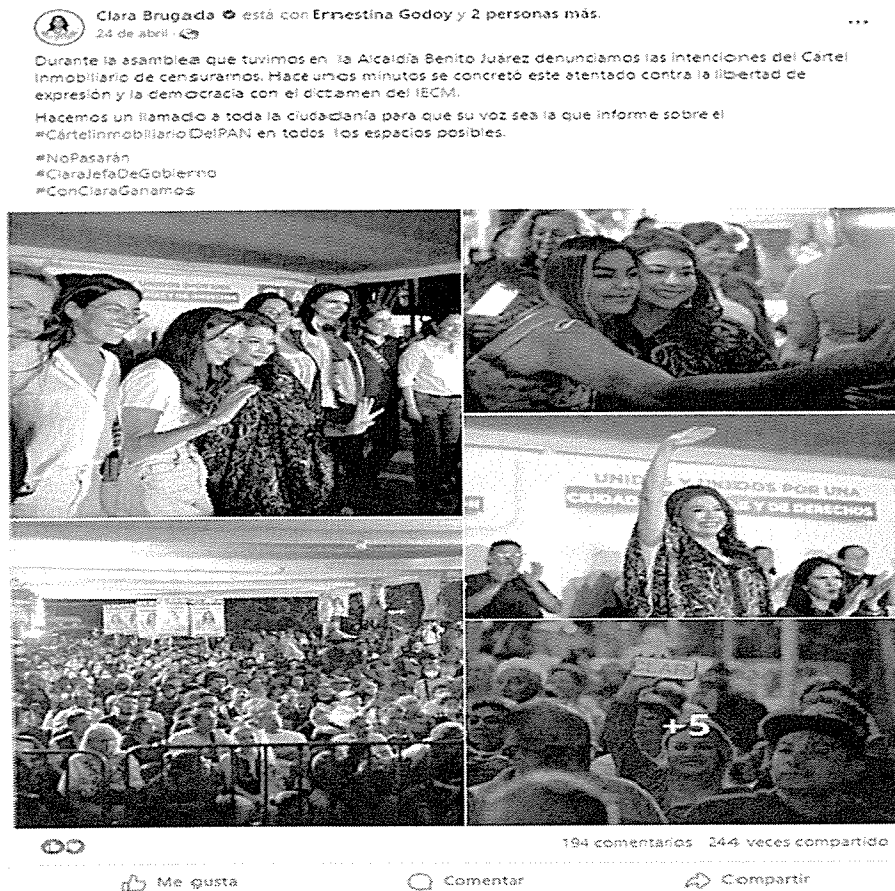 Clara Brugada está con Ernestina Godoy y 2 personas más.
24 de abril
Durante la asamblea que tuvimos en la Alcaldía Benito Juárez denunciamos las intenciones del Cártel
Inmobiliario de censurarnos. Hace unos minutos se concretó este atentado contra la libertad de
expresión y la democracia con el dictamen del IECM.
Hacemos un llamado a toda la ciudadanía para que su voz sea la que informe sobre el
#CártelInmobiliarioDelPAN en todos los espacios posibles.
#NoPasarán
#ClaraJefaDeGobierno
#ConClaraGanamos
UNIDAS Y UNIDOS POR UNA
CIUDAD Y DE DERECHOS
+5
194 comentarios 244 veces compartido
Me gusta Comentar Compartir